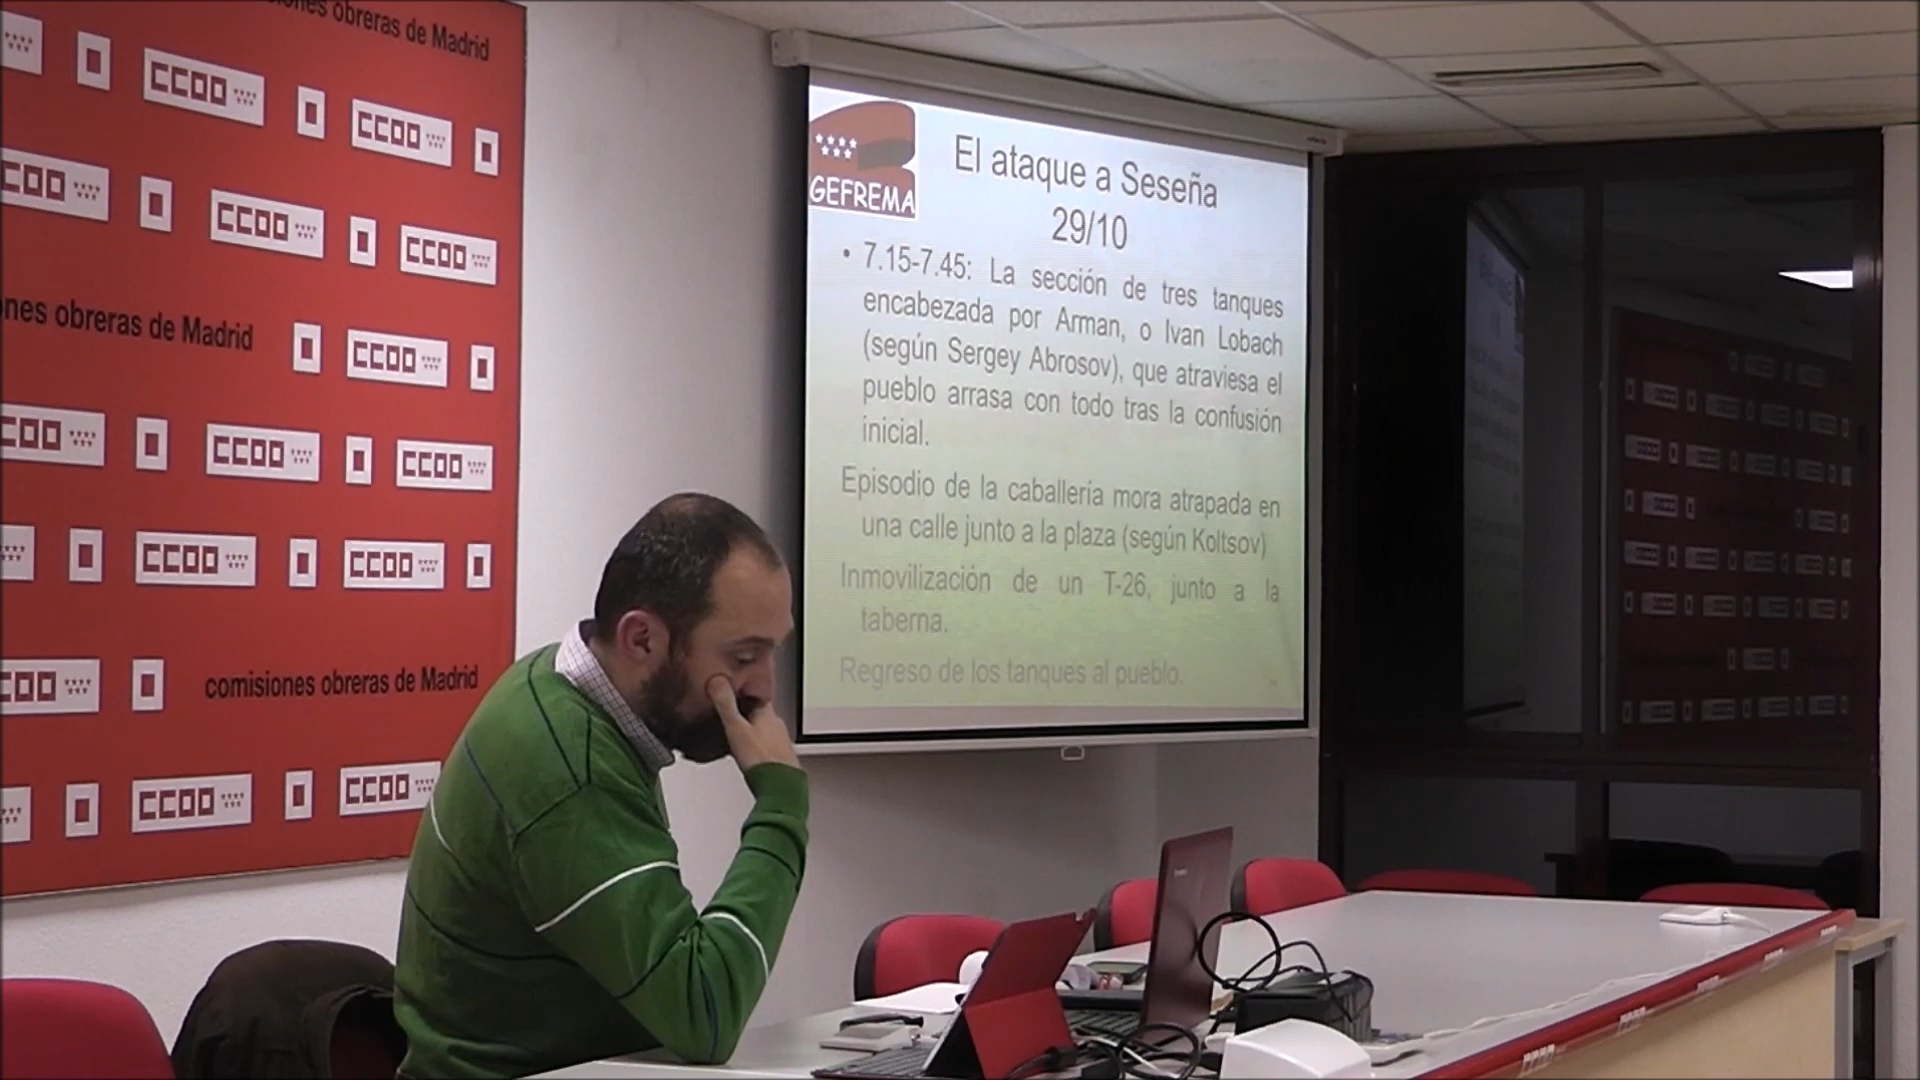 comisiones obreras de Madrid
CCOO
CCOO
CCOO
CCOO
CCOO
ones obreras de Madrid
CCOO
CCOO
CCOO
CCOO
CCOO
CCOO
comisiones obreras de Madrid
CCOO
CCOO
GEFREMA
El ataque a Seseña
29/10
• 7.15-7.45: La sección de tres tanques
encabezada por Arman, o Ivan Lobach
(según Sergey Abrosov), que atraviesa el
pueblo arrasa con todo tras la confusión
inicial.
Episodio de la caballería mora atrapada en
una calle junto a la plaza (según Koltsov)
Inmovilización de un T-26, junto a la
taberna.
Regreso de los tanques al pueblo.